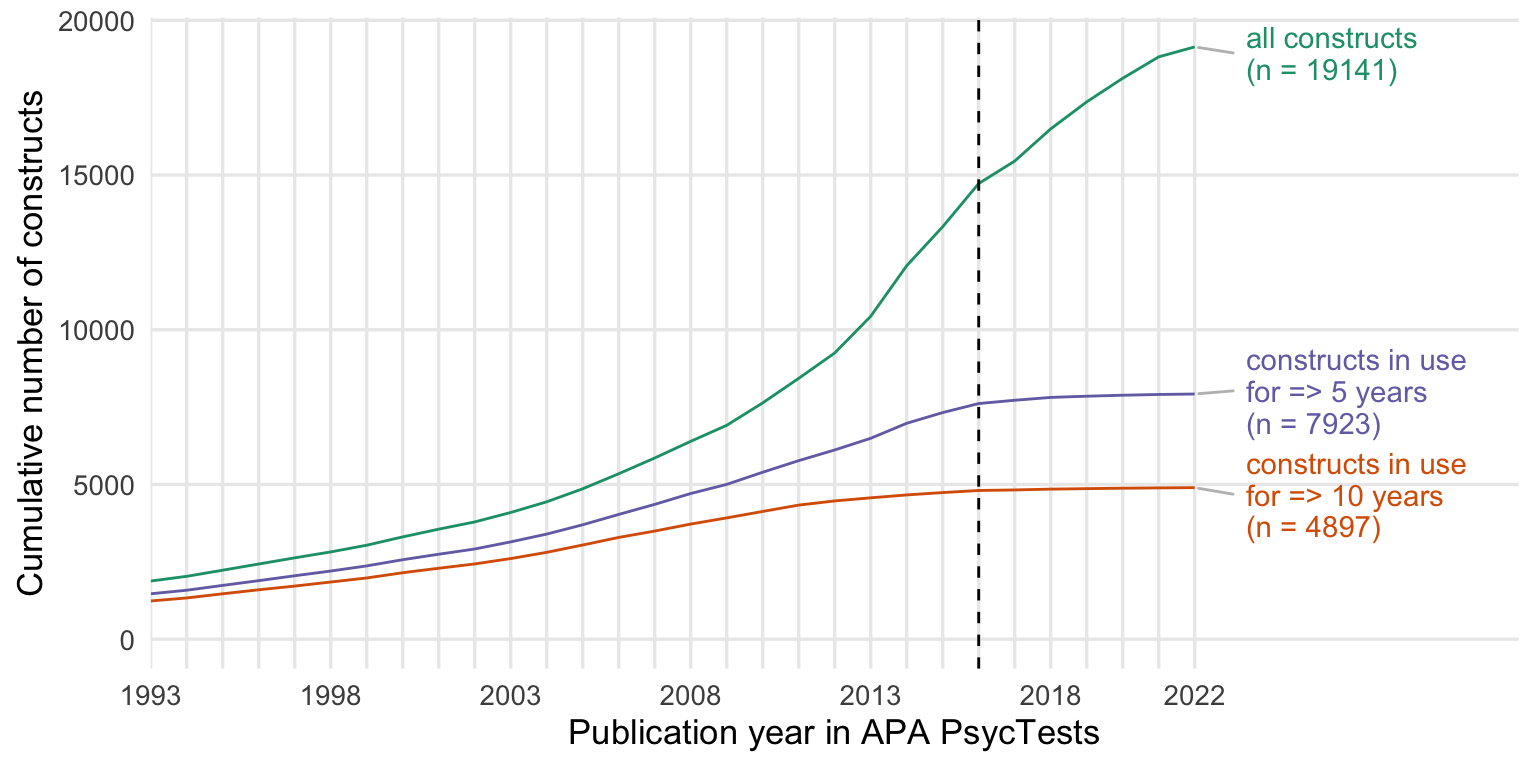 20000
15000
10000
5000
0
Cumulative number of constructs
1993
1998
2003
2008
2013
2018
2022
Publication year in APA PsycTests
all constructs
(n = 19141)
constructs in use
for => 5 years
(n = 7923)
constructs in use
for => 10 years
(n = 4897)